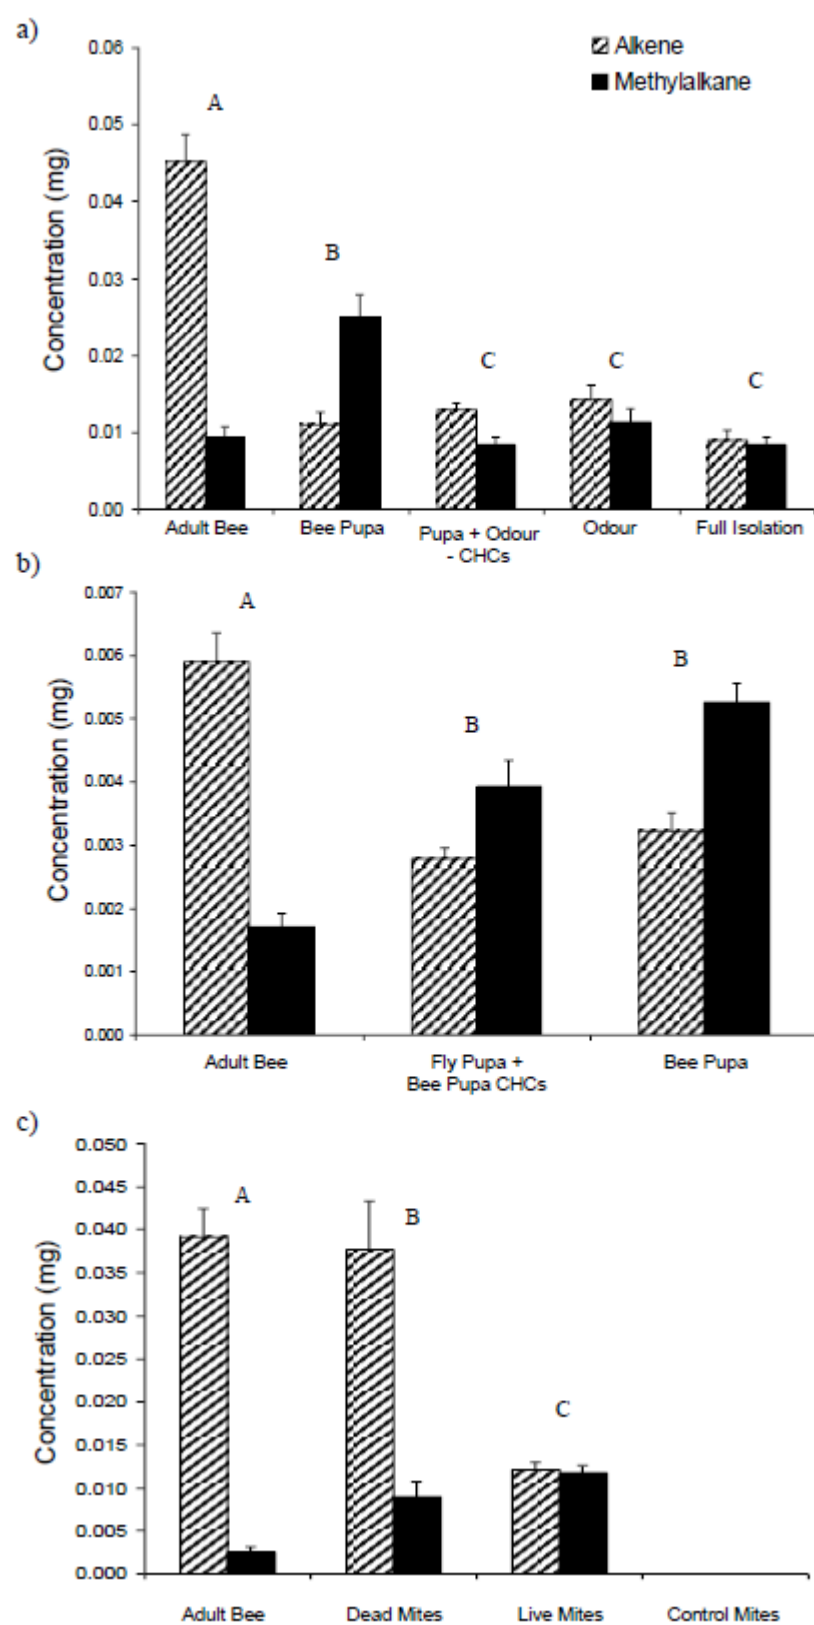 a)
Alkene
Methylalkane
Concentration (mg)
0.06
0.05
0.04
0.03
0.02
0.01
0.00
A
B
C
C
C
Adult Bee
Bee Pupa
Pupa + Odour
- CHCs
Odour
Full Isolation
b)
Concentration (mg)
0.007
0.006
0.005
0.004
0.003
0.002
0.001
0.000
A
B
B
Adult Bee
Fly Pupa +
Bee Pupa CHCs
Bee Pupa
c)
Concentration (mg)
0.050
0.045
0.040
0.035
0.030
0.025
0.020
0.015
0.010
0.005
0.000
A
B
C
Adult Bee
Dead Mites
Live Mites
Control Mites